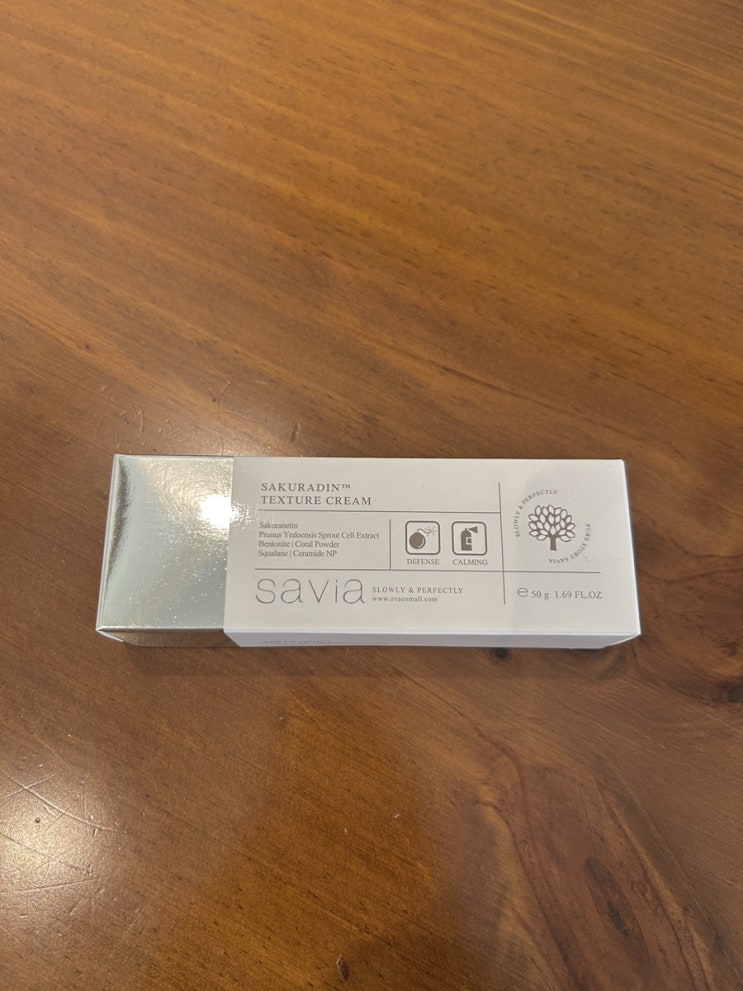 SAKURADIN™
TEXTURE CREAM
Sakuranetin
Prunus Yedoensis Sprout Cell Extract
Bentonite | Coral Powder
Squalane | Ceramide NP
DEFENSE
CALMING
SLOWLY & PERFECTLY
PURE STORY SAVIA
savia
SLOWLY & PERFECTLY
www.ovacomall.com
℮ 50 g 1.69 FL.OZ